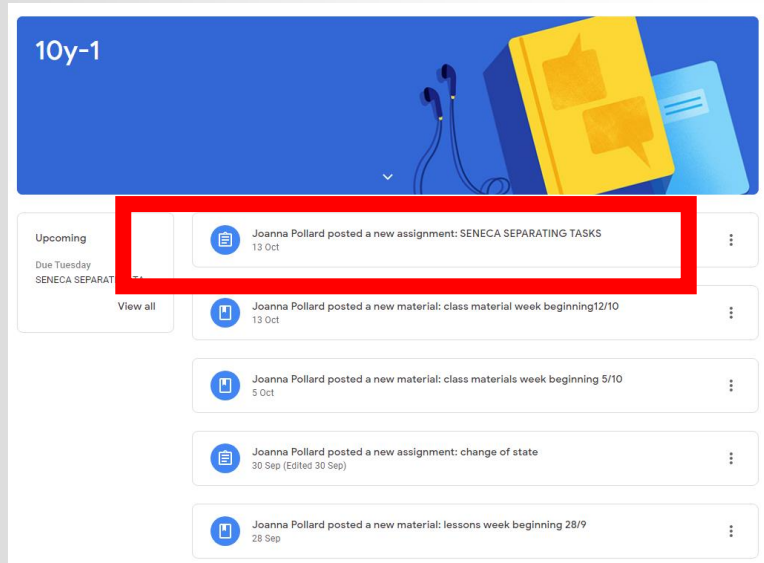 10y-1
Upcoming
Due Tuesday
SENECA SEPARAT
View all
Joanna Pollard posted a new assignment: SENECA SEPARATING TASKS
13 Oct
Joanna Pollard posted a new material: class material week beginning12/10
13 Oct
Joanna Pollard posted a new material: class materials week beginning 5/10
5 Oct
Joanna Pollard posted a new assignment: change of state
30 Sep (Edited 30 Sep)
Joanna Pollard posted a new material: lessons week beginning 28/9
28 Sep